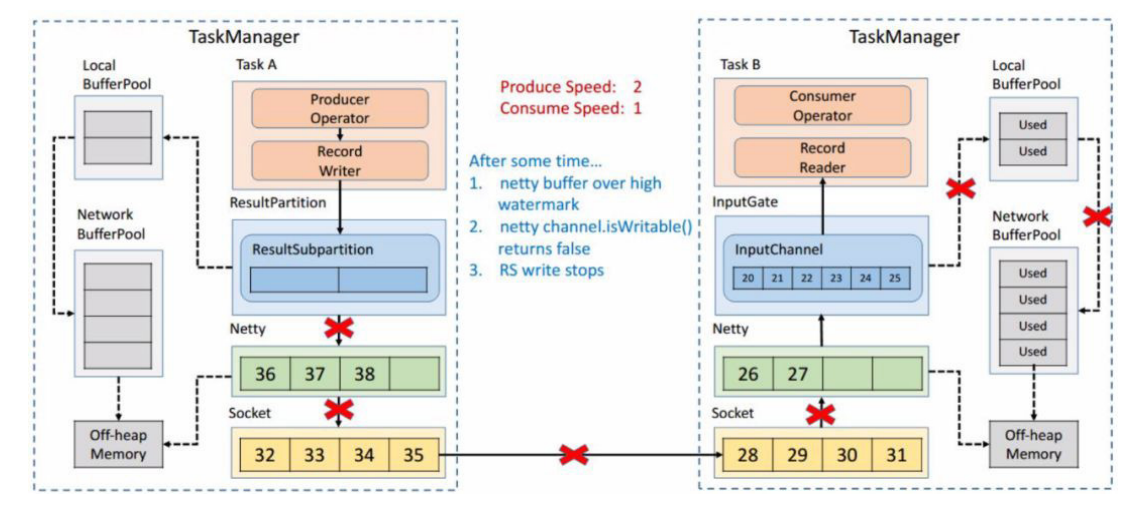 TaskManager
Local
BufferPool
Task A
Producer
Operator
Record
Writer
ResultPartition
ResultSubpartition
Network
BufferPool
Netty
36 37 38
Socket
32 33 34 35
Off-heap
Memory
Produce Speed: 2
Consume Speed: 1
After some time...
1. netty buffer over high
watermark
2. netty channel.isWritable()
returns false
3. RS write stops
TaskManager
Task B
Consumer
Operator
Record
Reader
Local
BufferPool
Used
Used
InputGate
InputChannel
20 21 22 23 24 25
Network
BufferPool
Used
Used
Used
Used
Netty
26 27
Socket
28 29 30 31
Off-heap
Memory